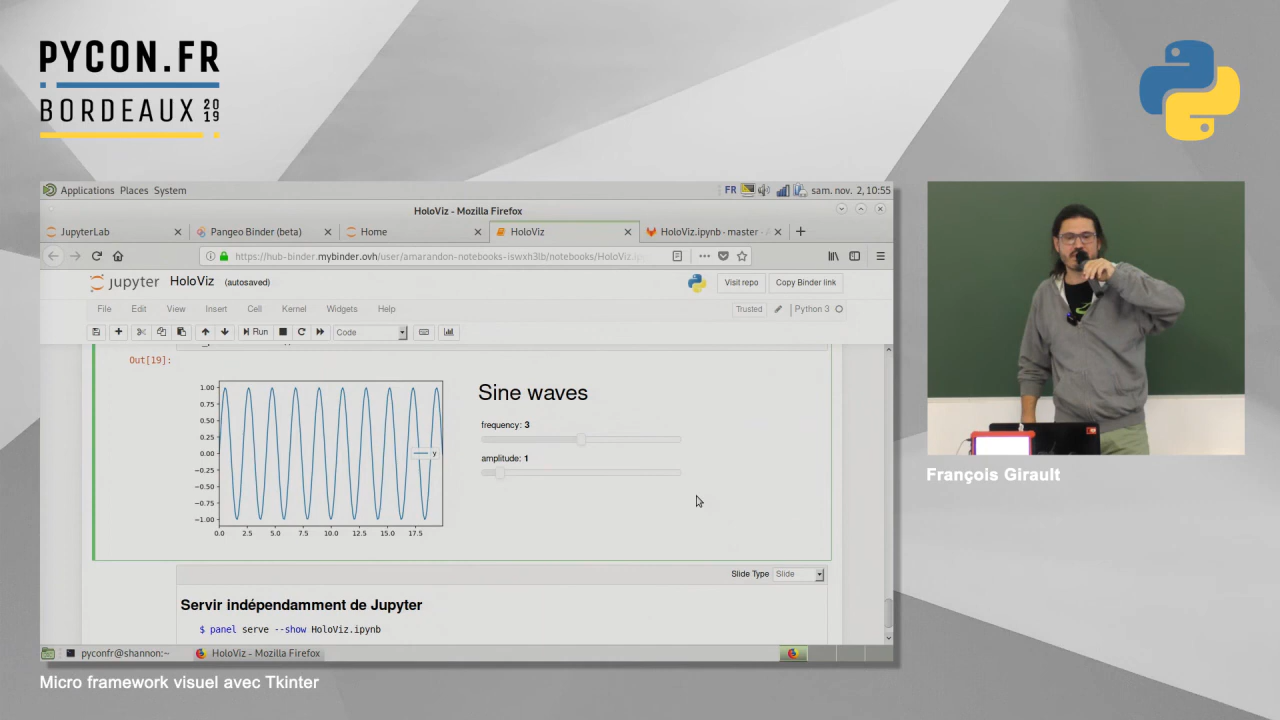 PYCON.FR
BORDEAUX 2019
Applications Places System
FR
sam. nov. 2, 10:55
HoloViz - Mozilla Firefox
JupyterLab
Pangeo Binder (beta)
Home
HoloViz
HoloViz.ipynb · master ·
https://hub-binder.mybinder.ovh/user/amarandon-notebooks-iswxh3lb/notebooks/HoloViz.ip
jupyter HoloViz (autosaved)
Visit repo
Copy Binder link
File Edit View Insert Cell Kernel Widgets Help
Trusted
Python 3
Run
Code
Out[19]:
1.00
0.75
0.50
0.25
0.00
−0.25
−0.50
−0.75
−1.00
0.0 2.5 5.0 7.5 10.0 12.5 15.0 17.5
y
Sine waves
frequency: 3
amplitude: 1
Slide Type Slide
Servir indépendamment de Jupyter
$ panel serve --show HoloViz.ipynb
pyconfr@shannon:~
HoloViz - Mozilla Firefox
François Girault
Micro framework visuel avec Tkinter